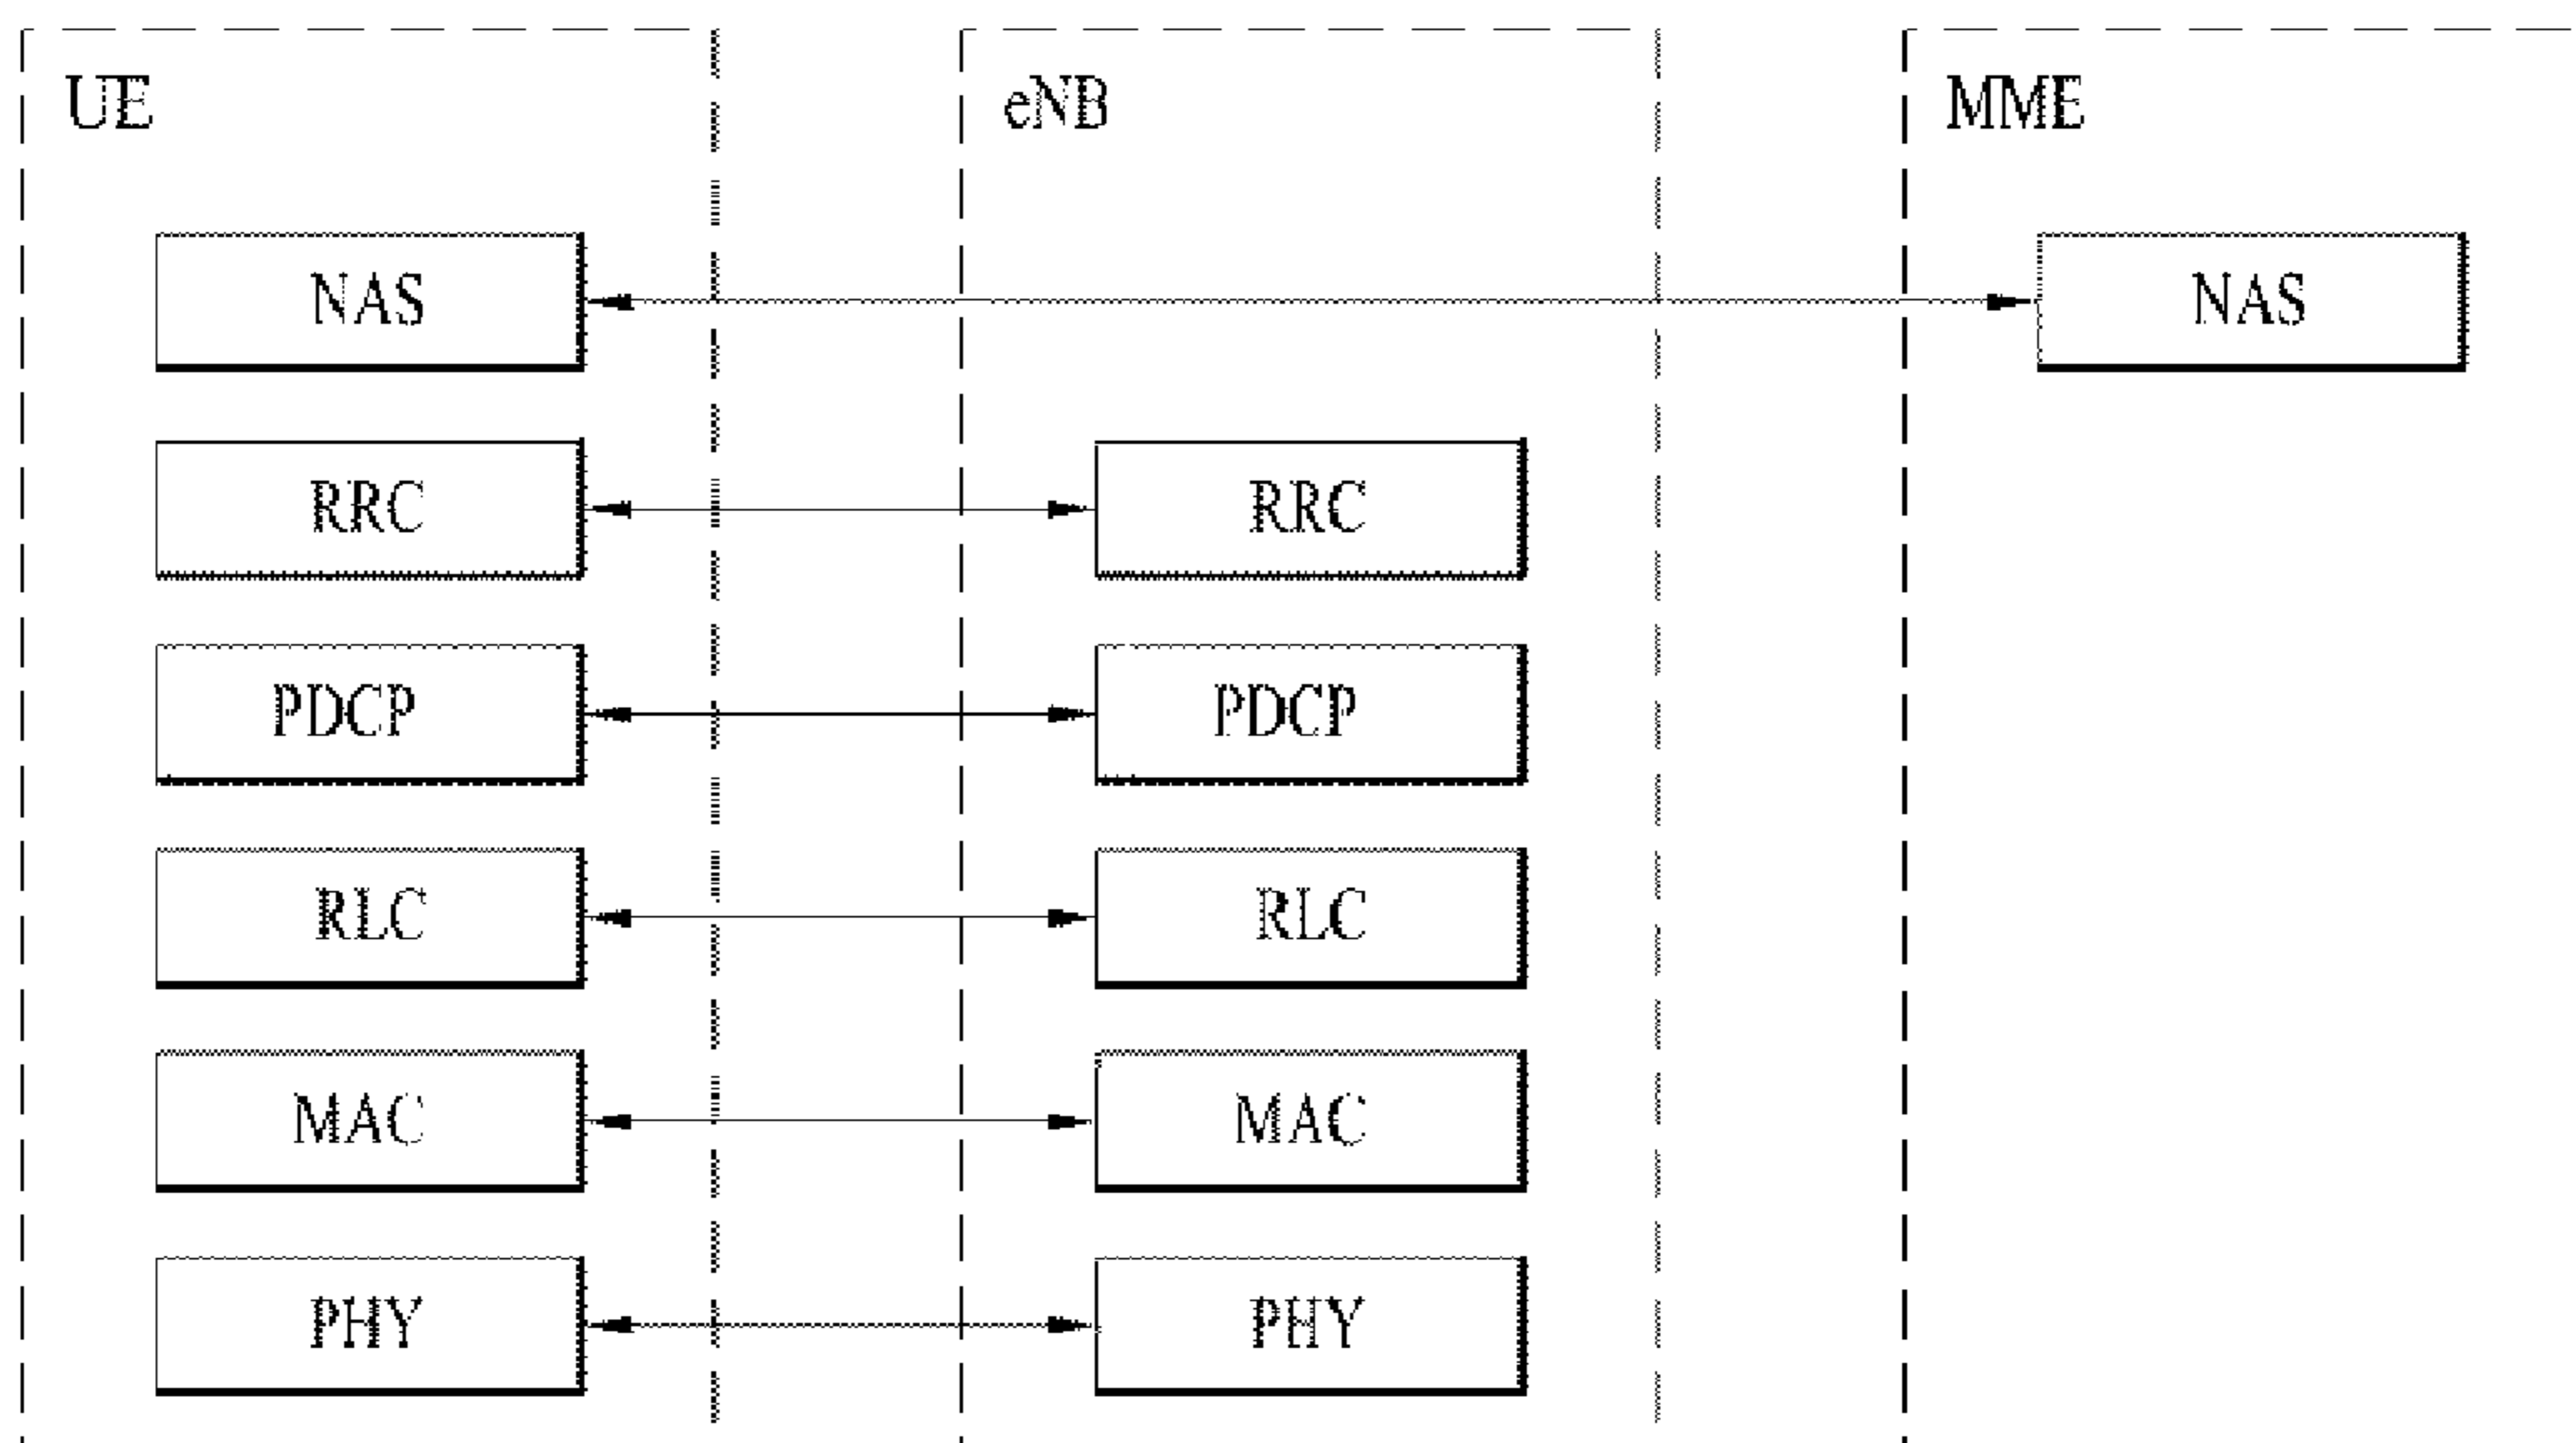 UE eNB MME
NAS NAS
RRC RRC
PDCP PDCP
RLC RLC
MAC MAC
PHY PHY